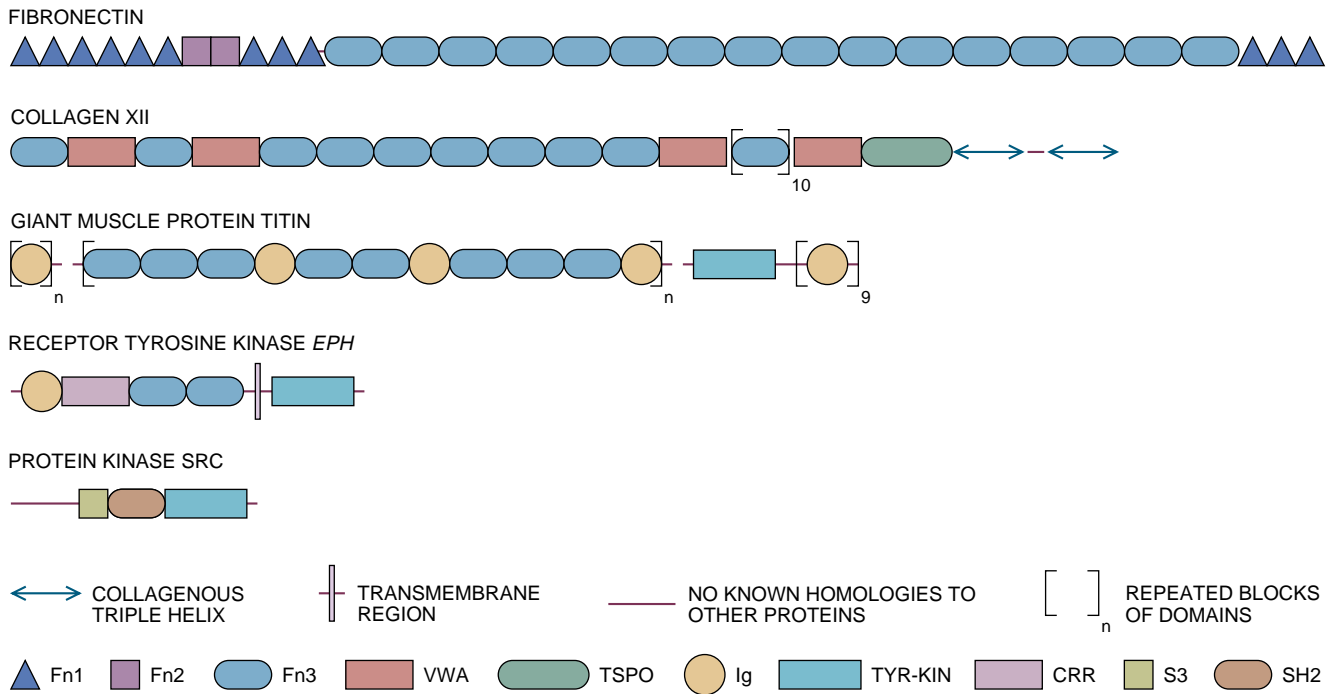 FIBRONECTIN
COLLAGEN XII
10
GIANT MUSCLE PROTEIN TITIN
n
n
9
RECEPTOR TYROSINE KINASE EPH
PROTEIN KINASE SRC
COLLAGENOUS
TRIPLE HELIX
TRANSMEMBRANE
REGION
NO KNOWN HOMOLOGIES TO
OTHER PROTEINS
n
REPEATED BLOCKS
OF DOMAINS
Fn1
Fn2
Fn3
VWA
TSPO
Ig
TYR-KIN
CRR
S3
SH2